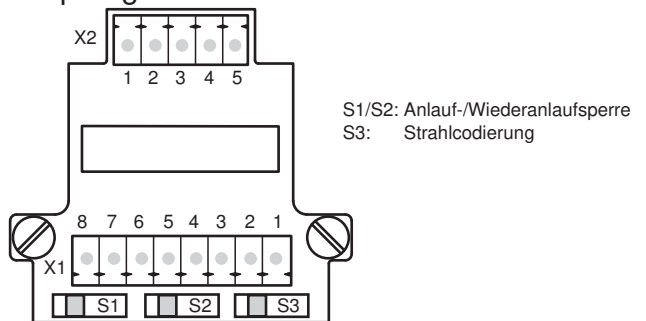 X2
1 2 3 4 5
S1/S2: Anlauf-/Wiederanlaufsperre
S3: Strahlcodierung
8 7 6 5 4 3 2 1
X1
S1 S2 S3